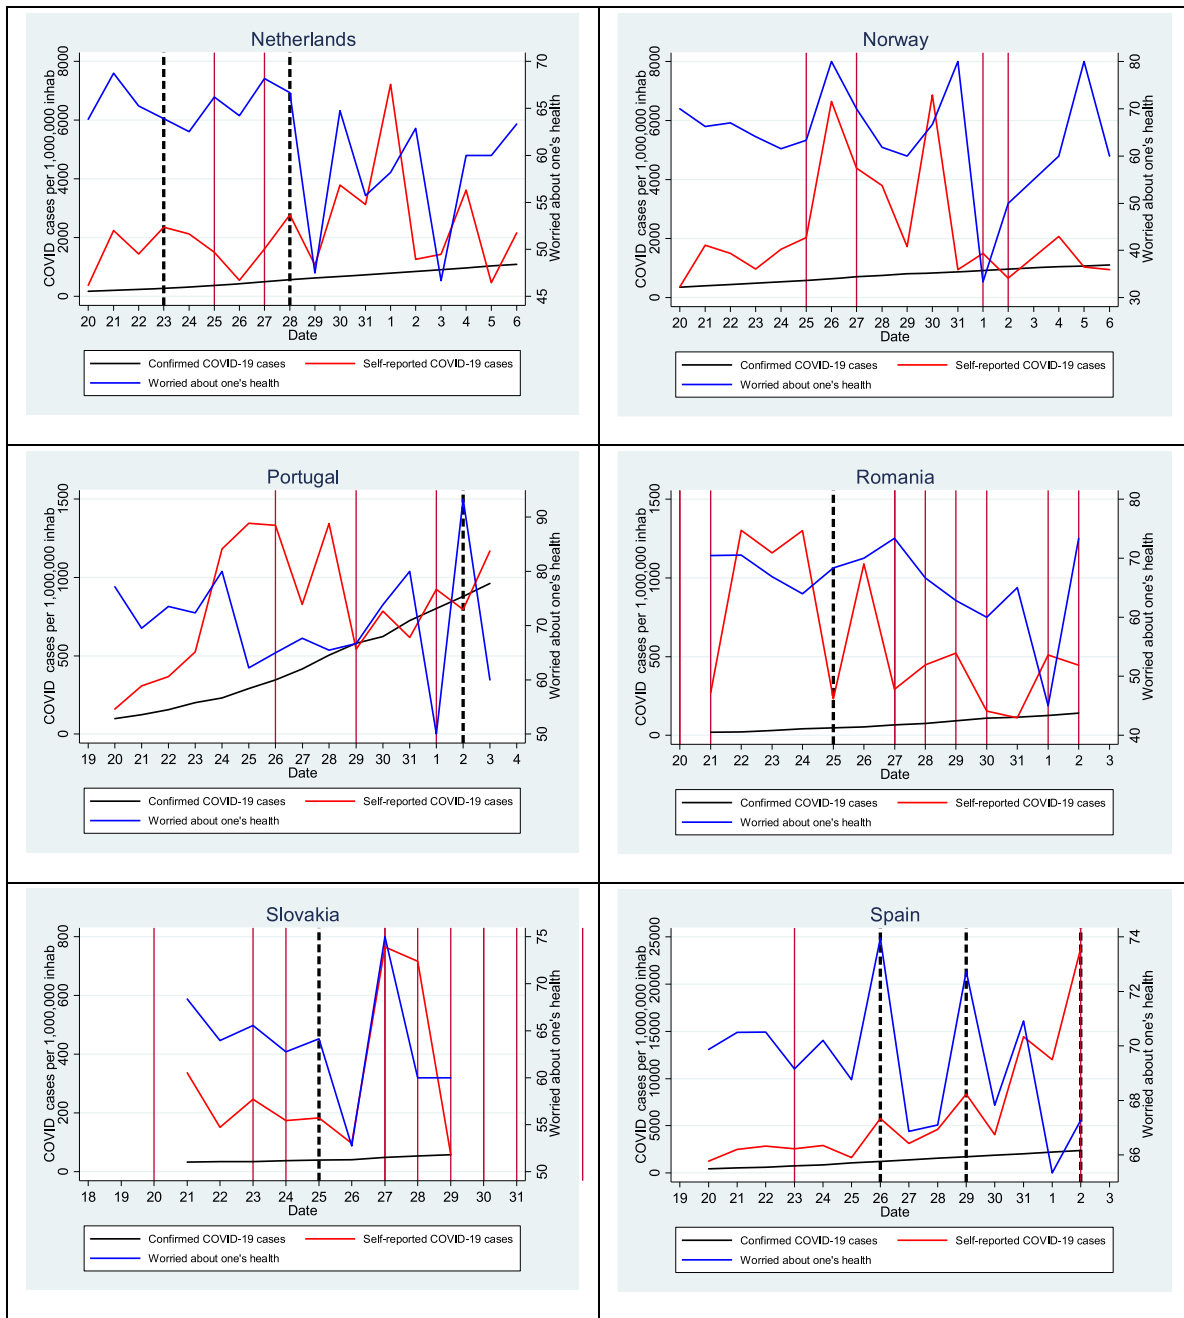 Netherlands
COVID cases per 1,000,000 inhab
8000
6000
4000
2000
0
70
65
60
55
50
45
Worried about one's health
20 21 22 23 24 25 26 27 28 29 30 31 1 2 3 4 5 6
Date
Confirmed COVID-19 cases Self-reported COVID-19 cases
Worried about one's health
Norway
COVID cases per 1,000,000 inhab
8000
6000
4000
2000
0
80
70
60
50
40
30
Worried about one's health
20 21 22 23 24 25 26 27 28 29 30 31 1 2 3 4 5 6
Date
Confirmed COVID-19 cases Self-reported COVID-19 cases
Worried about one's health
Portugal
COVID cases per 1,000,000 inhab
1500
1000
500
0
90
80
70
60
50
Worried about one's health
19 20 21 22 23 24 25 26 27 28 29 30 31 1 2 3 4
Date
Confirmed COVID-19 cases Self-reported COVID-19 cases
Worried about one's health
Romania
COVID cases per 1,000,000 inhab
1500
1000
500
0
80
70
60
50
40
Worried about one's health
20 21 22 23 24 25 26 27 28 29 30 31 1 2 3
Date
Confirmed COVID-19 cases Self-reported COVID-19 cases
Worried about one's health
Slovakia
COVID cases per 1,000,000 inhab
800
600
400
200
0
75
70
65
60
55
50
Worried about one's health
18 19 20 21 22 23 24 25 26 27 28 29 30 31
Date
Confirmed COVID-19 cases Self-reported COVID-19 cases
Worried about one's health
Spain
COVID cases per 1,000,000 inhab
25000
20000
15000
10000
5000
0
74
72
70
68
66
Worried about one's health
19 20 21 22 23 24 25 26 27 28 29 30 31 1 2 3
Date
Confirmed COVID-19 cases Self-reported COVID-19 cases
Worried about one's health